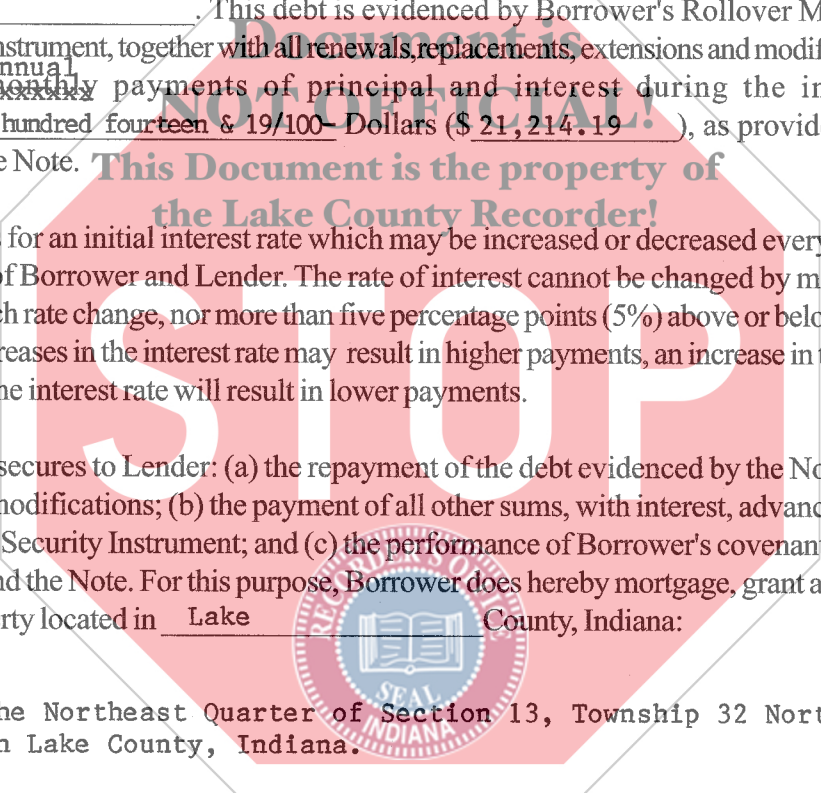 . This debt is evidenced by Borrower's Rollover M
Document is
nstrument, together with all renewals,replacements, extensions and modif
nnual
onthly payments of principal and interest during the in
xxxxxxx
NOT OFFICIAL!
hundred fourteen & 19/100- Dollars ($ 21,214.19 ), as provid
e Note.
This Document is the property of
the Lake County Recorder!
for an initial interest rate which may be increased or decreased every
of Borrower and Lender. The rate of interest cannot be changed by m
h rate change, nor more than five percentage points (5%) above or belo
reases in the interest rate may result in higher payments, an increase in t
he interest rate will result in lower payments.
STOP
secures to Lender: (a) the repayment of the debt evidenced by the No
modifications; (b) the payment of all other sums, with interest, advanc
Security Instrument; and (c) the performance of Borrower's covenan
nd the Note. For this purpose, Borrower does hereby mortgage, grant a
rty located in Lake County, Indiana:
RECORDER'S OFFICE
SEAL
INDIANA
he Northeast Quarter of Section 13, Township 32 Nort
n Lake County, Indiana.